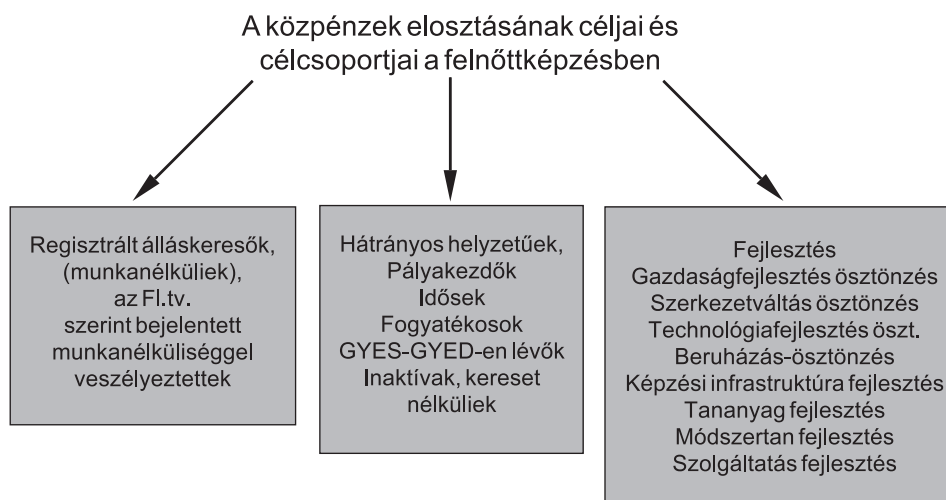 A közpénzek elosztásának céljai és
célcsoportjai a felnőttképzésben
Regisztrált álláskeresők,
(munkanélküliek),
az Fl.tv.
szerint bejelentett
munkanélküliséggel
veszélyeztettek
Hátrányos helyzetűek,
Pályakezdők
Idősek
Fogyatékosok
GYES-GYED-en lévők
Inaktívak, kereset
nélküliek
Fejlesztés
Gazdaságfejlesztés ösztönzés
Szerkezetváltás ösztönzés
Technológiafejlesztés öszt.
Beruházás-ösztönzés
Képzési infrastruktúra fejlesztés
Tananyag fejlesztés
Módszertan fejlesztés
Szolgáltatás fejlesztés